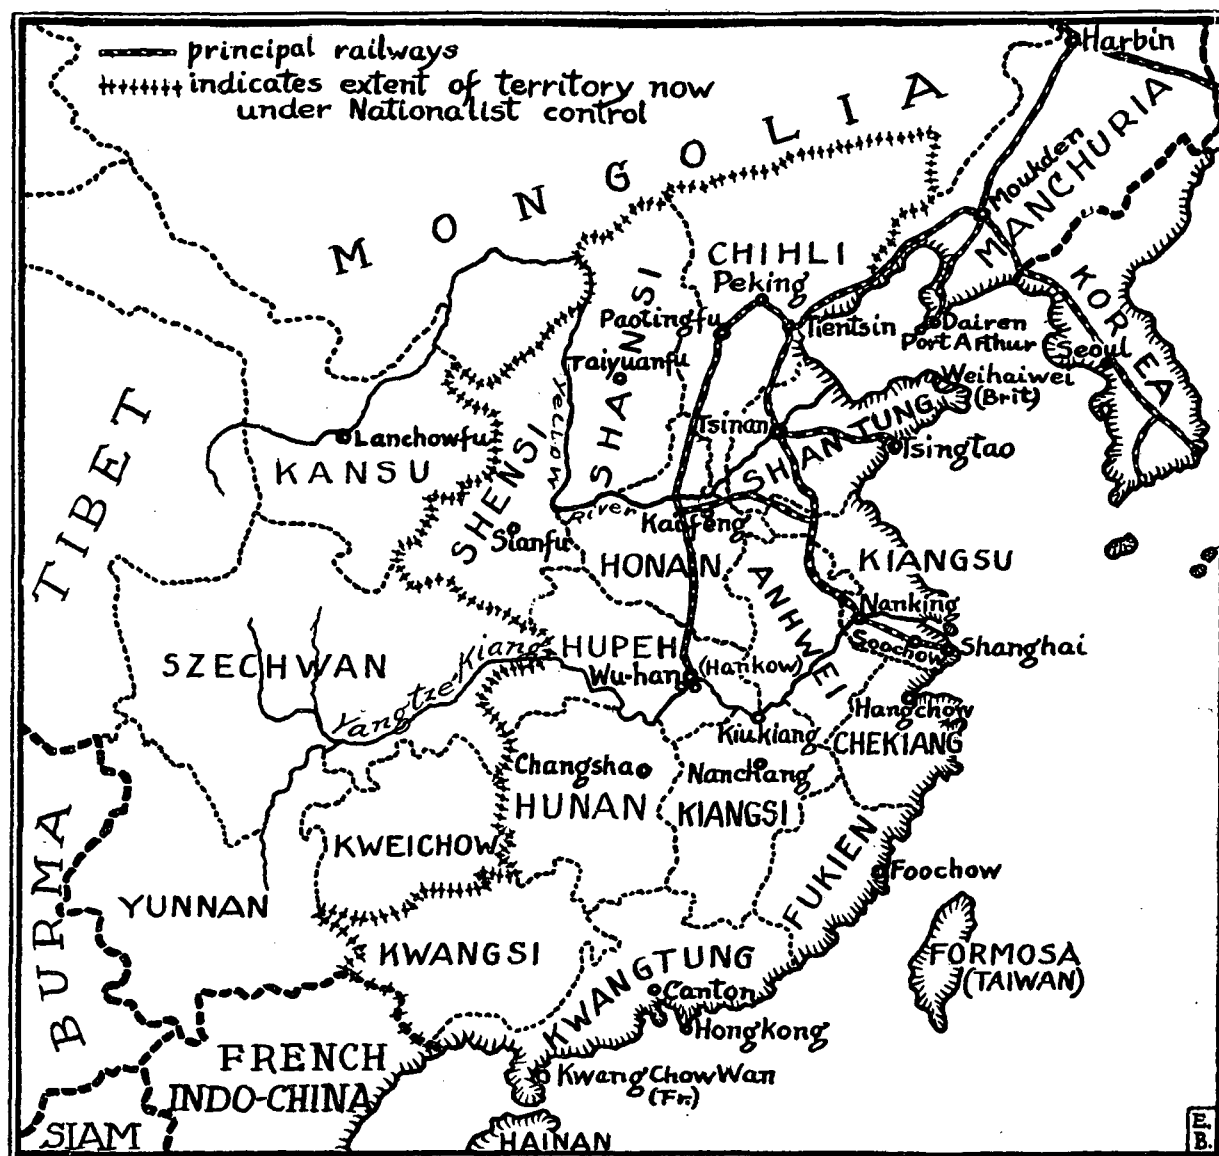 principal railways
indicates extent of territory now
under Nationalist control
Harbin
MONGOLIA
MANCHURIA
Moukden
CHIHLI
Peking
KOREA
Paotingfu
Tientsin
Dairen
Port Arthur
Seoul
Taiyuanfu
SHANSI
Weihaiwei
(Brit)
TIBET
Yellow
River
Lanchowfu
KANSU
SHENSI
Tsinan
SHANTUNG
Tsingtao
Sianfu
Kaifeng
HONAN
ANHWEI
KIANGSU
Nanking
Soochow
Shanghai
SZECHWAN
Yangtze Kiang
HUPEH
Wu-han
(Hankow)
Hangchow
Kiukiang
CHEKIANG
Changsha
HUNAN
Nanchang
KIANGSI
KWEICHOW
BURMA
YUNNAN
FUKIEN
Foochow
KWANGSI
KWANGTUNG
Canton
FORMOSA
(TAIWAN)
Hongkong
FRENCH
INDO-CHINA
Kwang Chow Wan
(Fr.)
SIAM
HAINAN
E.
B.